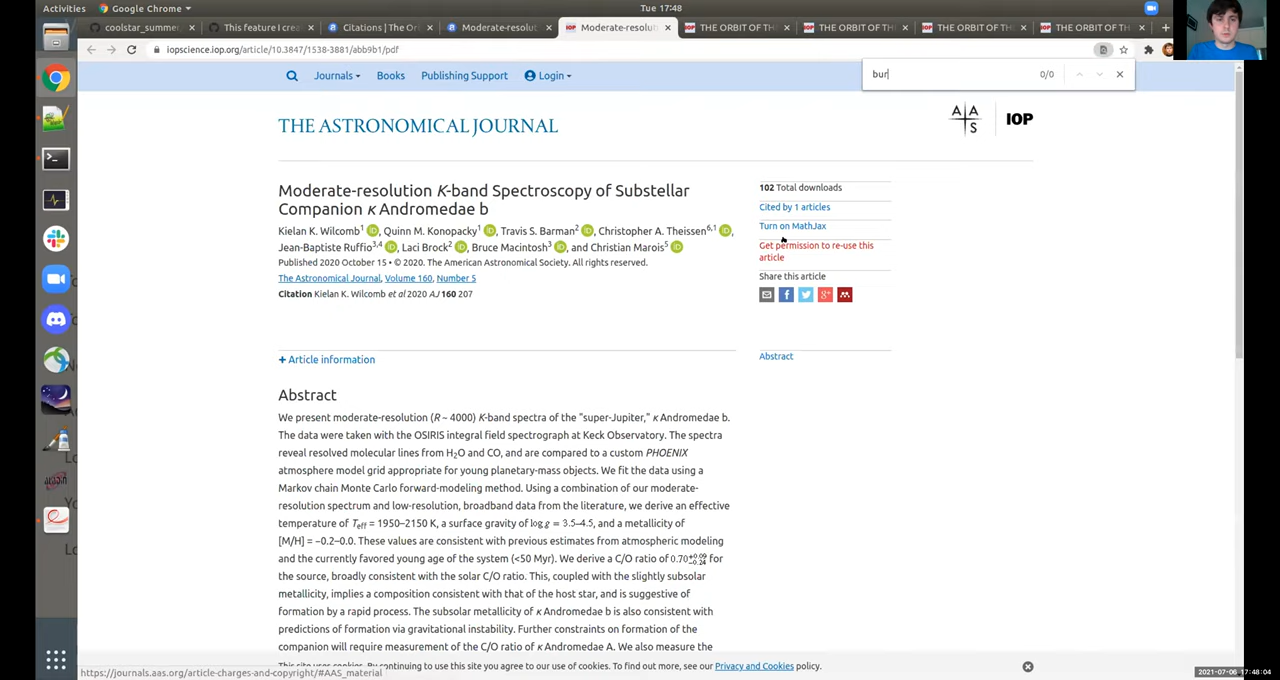 Activities
Google Chrome
Tue 17:48
coolstar_summe
This feature I crea
Citations | The Or
Moderate-resolut
Moderate-resolut
THE ORBIT OF TH
THE ORBIT OF TH
THE ORBIT OF TH
THE ORBIT OF TH
iopscience.iop.org/article/10.3847/1538-3881/abb9b1/pdf
bur
0/0
Journals
Books
Publishing Support
Login
THE ASTRONOMICAL JOURNAL
A A
S
IOP
Moderate-resolution K-band Spectroscopy of Substellar
Companion κ Andromedae b
Kielan K. Wilcomb1, Quinn M. Konopacky1, Travis S. Barman2, Christopher A. Theissen6,1,
Jean-Baptiste Ruffio3,4, Laci Brock2, Bruce Macintosh3, and Christian Marois5
Published 2020 October 15 • © 2020. The American Astronomical Society. All rights reserved.
The Astronomical Journal, Volume 160, Number 5
Citation Kielan K. Wilcomb et al 2020 AJ 160 207
102 Total downloads
Cited by 1 articles
Turn on MathJax
Get permission to re-use this
article
Share this article
+ Article information
Abstract
Abstract
We present moderate-resolution (R ~ 4000) K-band spectra of the "super-Jupiter," κ Andromedae b.
The data were taken with the OSIRIS integral field spectrograph at Keck Observatory. The spectra
reveal resolved molecular lines from H2O and CO, and are compared to a custom PHOENIX
atmosphere model grid appropriate for young planetary-mass objects. We fit the data using a
Markov chain Monte Carlo forward-modeling method. Using a combination of our moderate-
resolution spectrum and low-resolution, broadband data from the literature, we derive an effective
temperature of Teff = 1950–2150 K, a surface gravity of log g = 3.5–4.5, and a metallicity of
[M/H] = −0.2–0.0. These values are consistent with previous estimates from atmospheric modeling
and the currently favored young age of the system (<50 Myr). We derive a C/O ratio of 0.70+0.09−0.24 for
the source, broadly consistent with the solar C/O ratio. This, coupled with the slightly subsolar
metallicity, implies a composition consistent with that of the host star, and is suggestive of
formation by a rapid process. The subsolar metallicity of κ Andromedae b is also consistent with
predictions of formation via gravitational instability. Further constraints on formation of the
companion will require measurement of the C/O ratio of κ Andromedae A. We also measure the
This site uses cookies. By continuing to use this site you agree to our use of cookies. To find out more, see our Privacy and Cookies policy.
https://journals.aas.org/article-charges-and-copyright/#AAS_material
2021-07-06 17:48:04